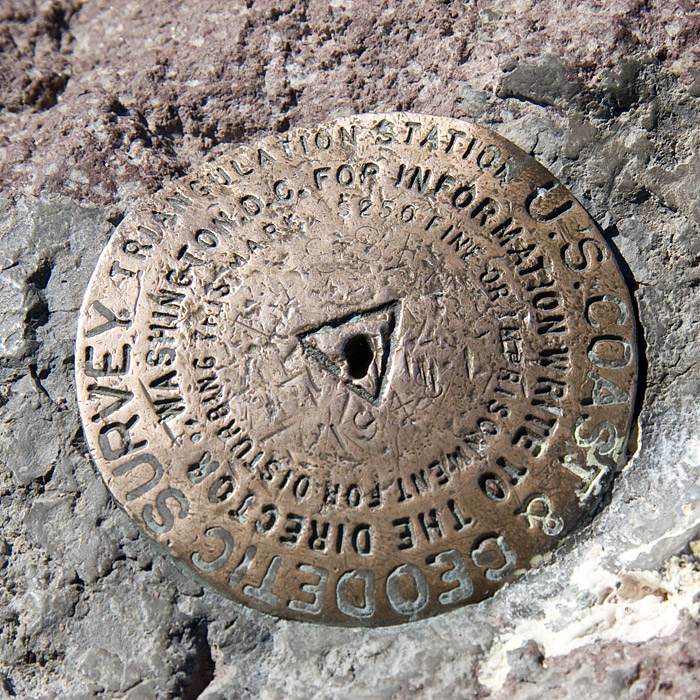 U.S. COAST & GEODETIC SURVEY
TRIANGULATION STATION
FOR INFORMATION WRITE TO THE DIRECTOR
WASHINGTON, D.C.
FINE OR IMPRISONMENT FOR DISTURBING THIS MARK